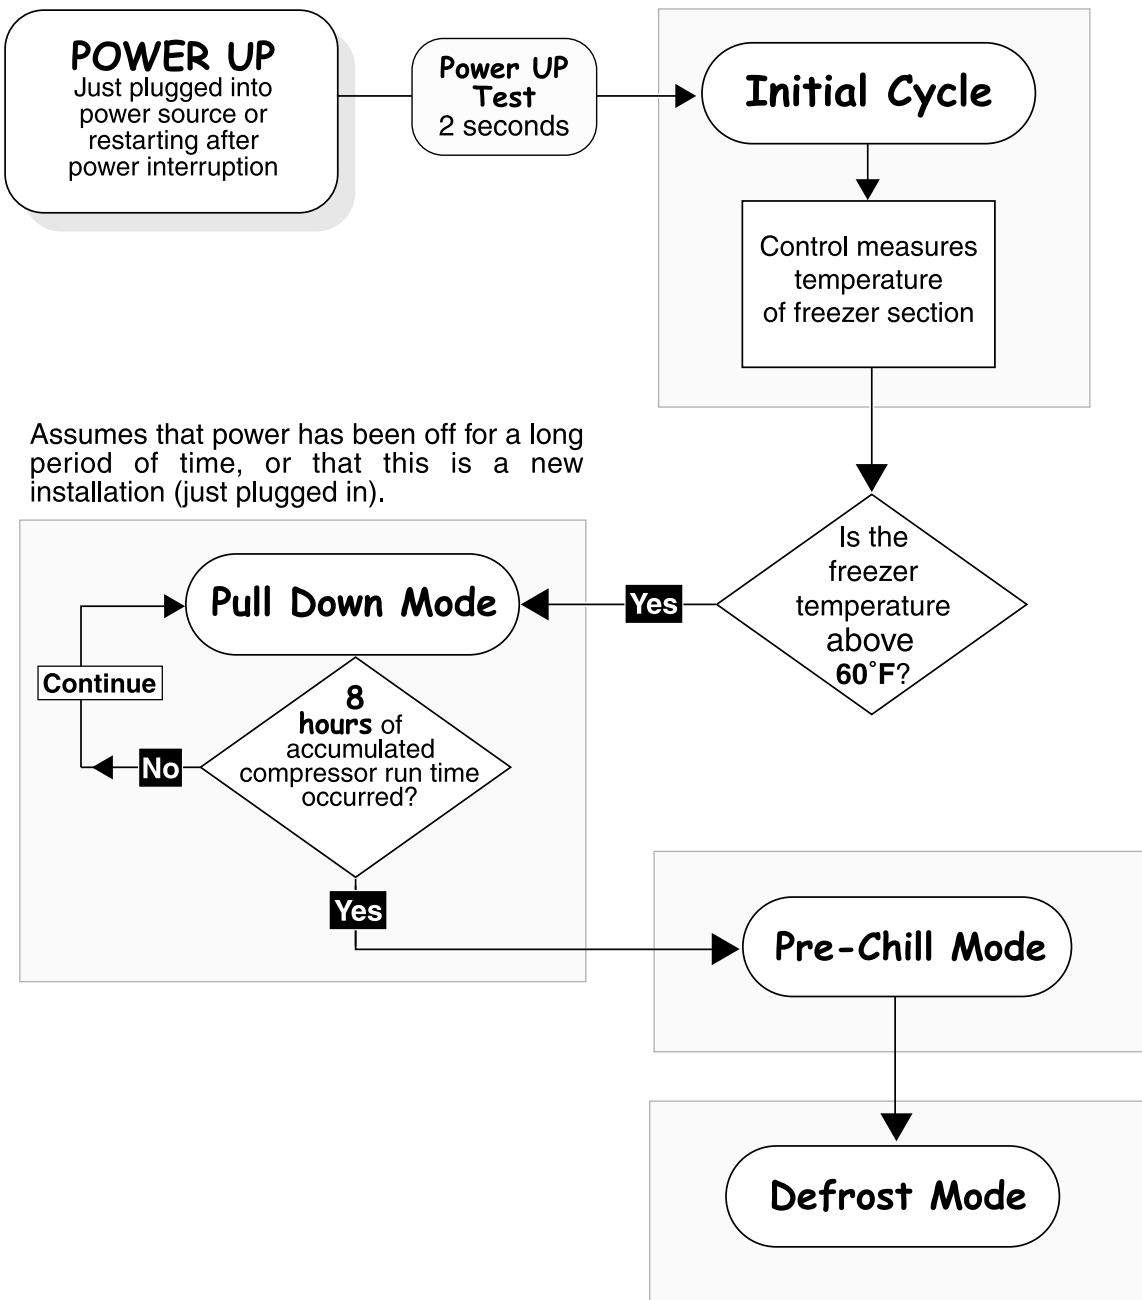 POWER UP
Just plugged into
power source or
restarting after
power interruption
Power UP
Test
2 seconds
Initial Cycle
Control measures
temperature
of freezer section
Assumes that power has been off for a long
period of time, or that this is a new
installation (just plugged in).
Is the
freezer
temperature
above
60˚F?
Yes
Pull Down Mode
Continue
8
hours of
accumulated
compressor run time
occurred?
No
Yes
Pre-Chill Mode
Defrost Mode